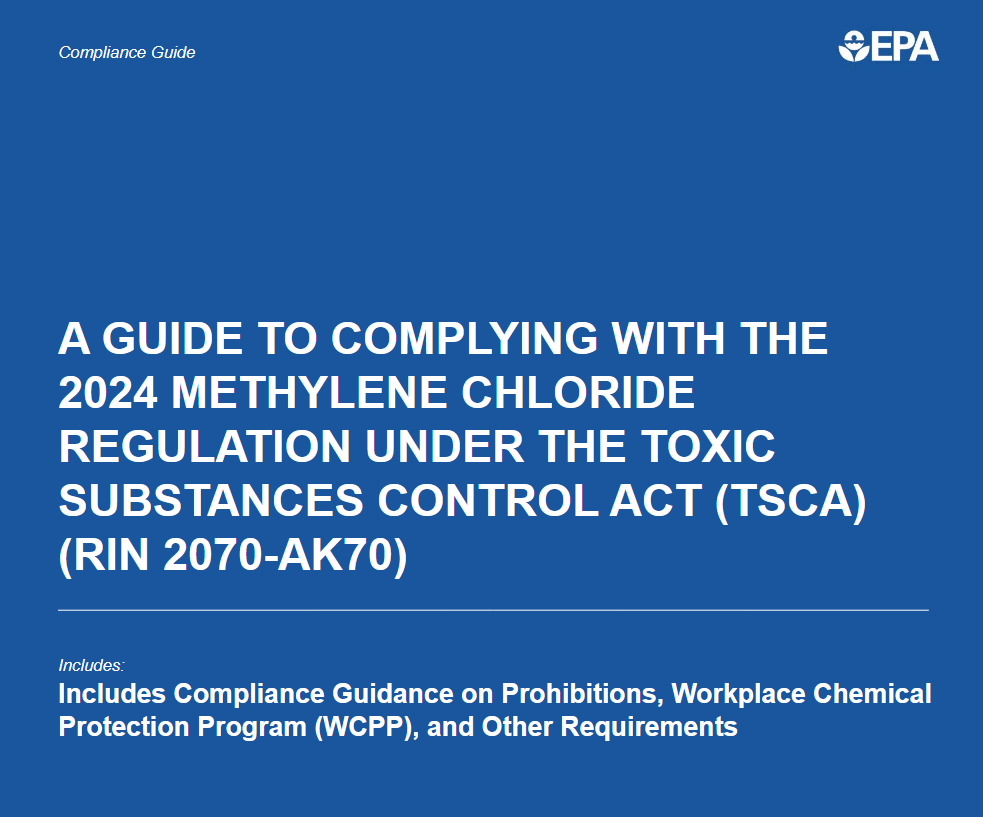 Compliance Guide
EPA
A GUIDE TO COMPLYING WITH THE
2024 METHYLENE CHLORIDE
REGULATION UNDER THE TOXIC
SUBSTANCES CONTROL ACT (TSCA)
(RIN 2070-AK70)
Includes:
Includes Compliance Guidance on Prohibitions, Workplace Chemical
Protection Program (WCPP), and Other Requirements